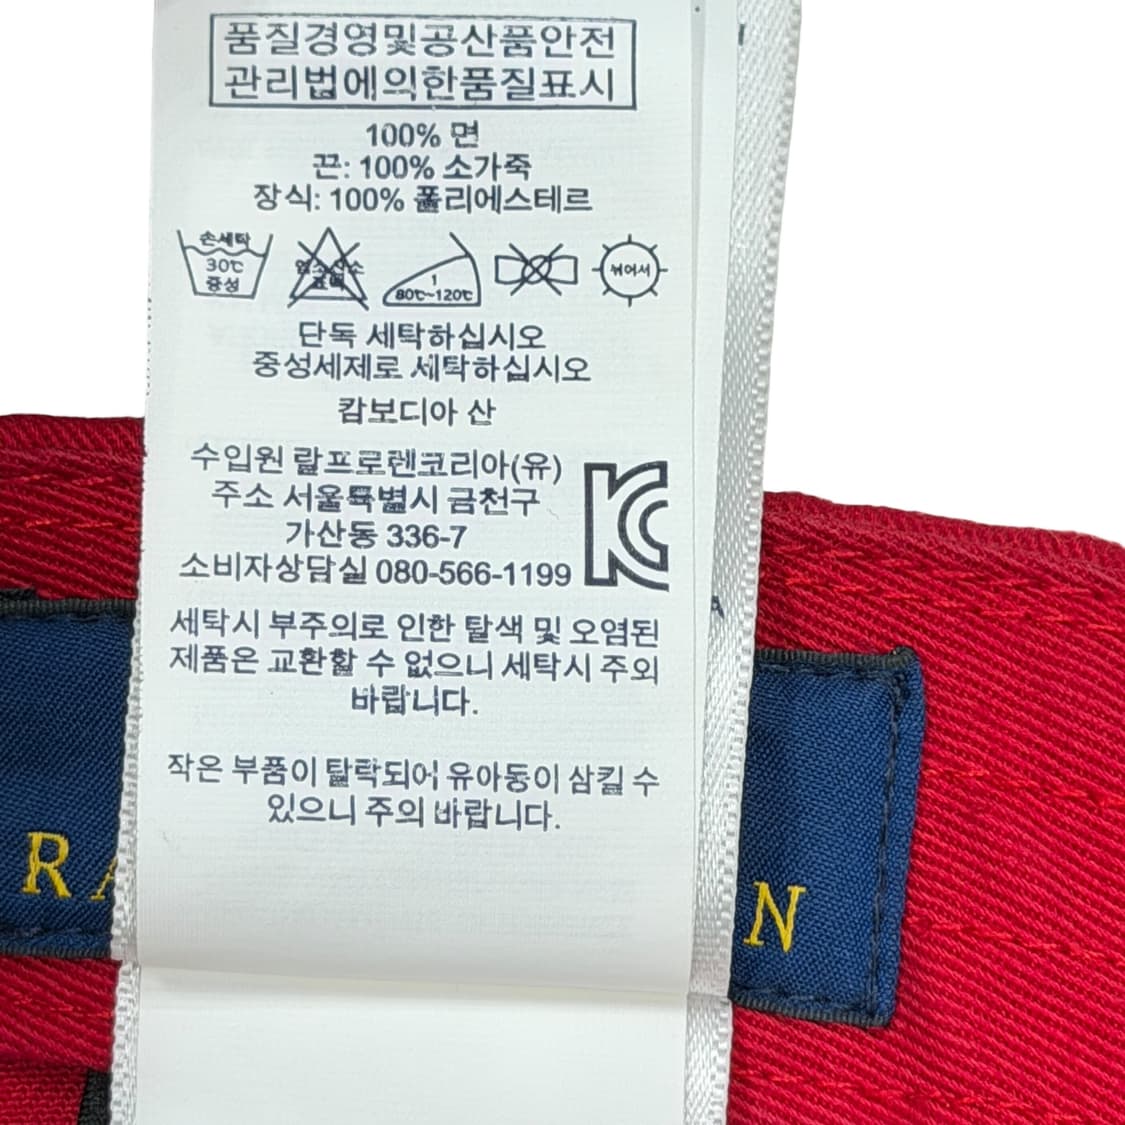 품질경영및공산품안전
관리법에의한품질표시
100% 면
끈: 100% 소가죽
장식: 100% 폴리에스테르
손세탁
30℃
중성
1
80℃~120℃
뉘어서
단독 세탁하십시오
중성세제로 세탁하십시오
캄보디아 산
수입원 랄프로렌코리아(유)
주소 서울특별시 금천구
가산동 336-7
소비자상담실 080-566-1199
KC
세탁시 부주의로 인한 탈색 및 오염된
제품은 교환할 수 없으니 세탁시 주의
바랍니다.
작은 부품이 탈락되어 유아동이 삼킬 수
있으니 주의 바랍니다.
R
N